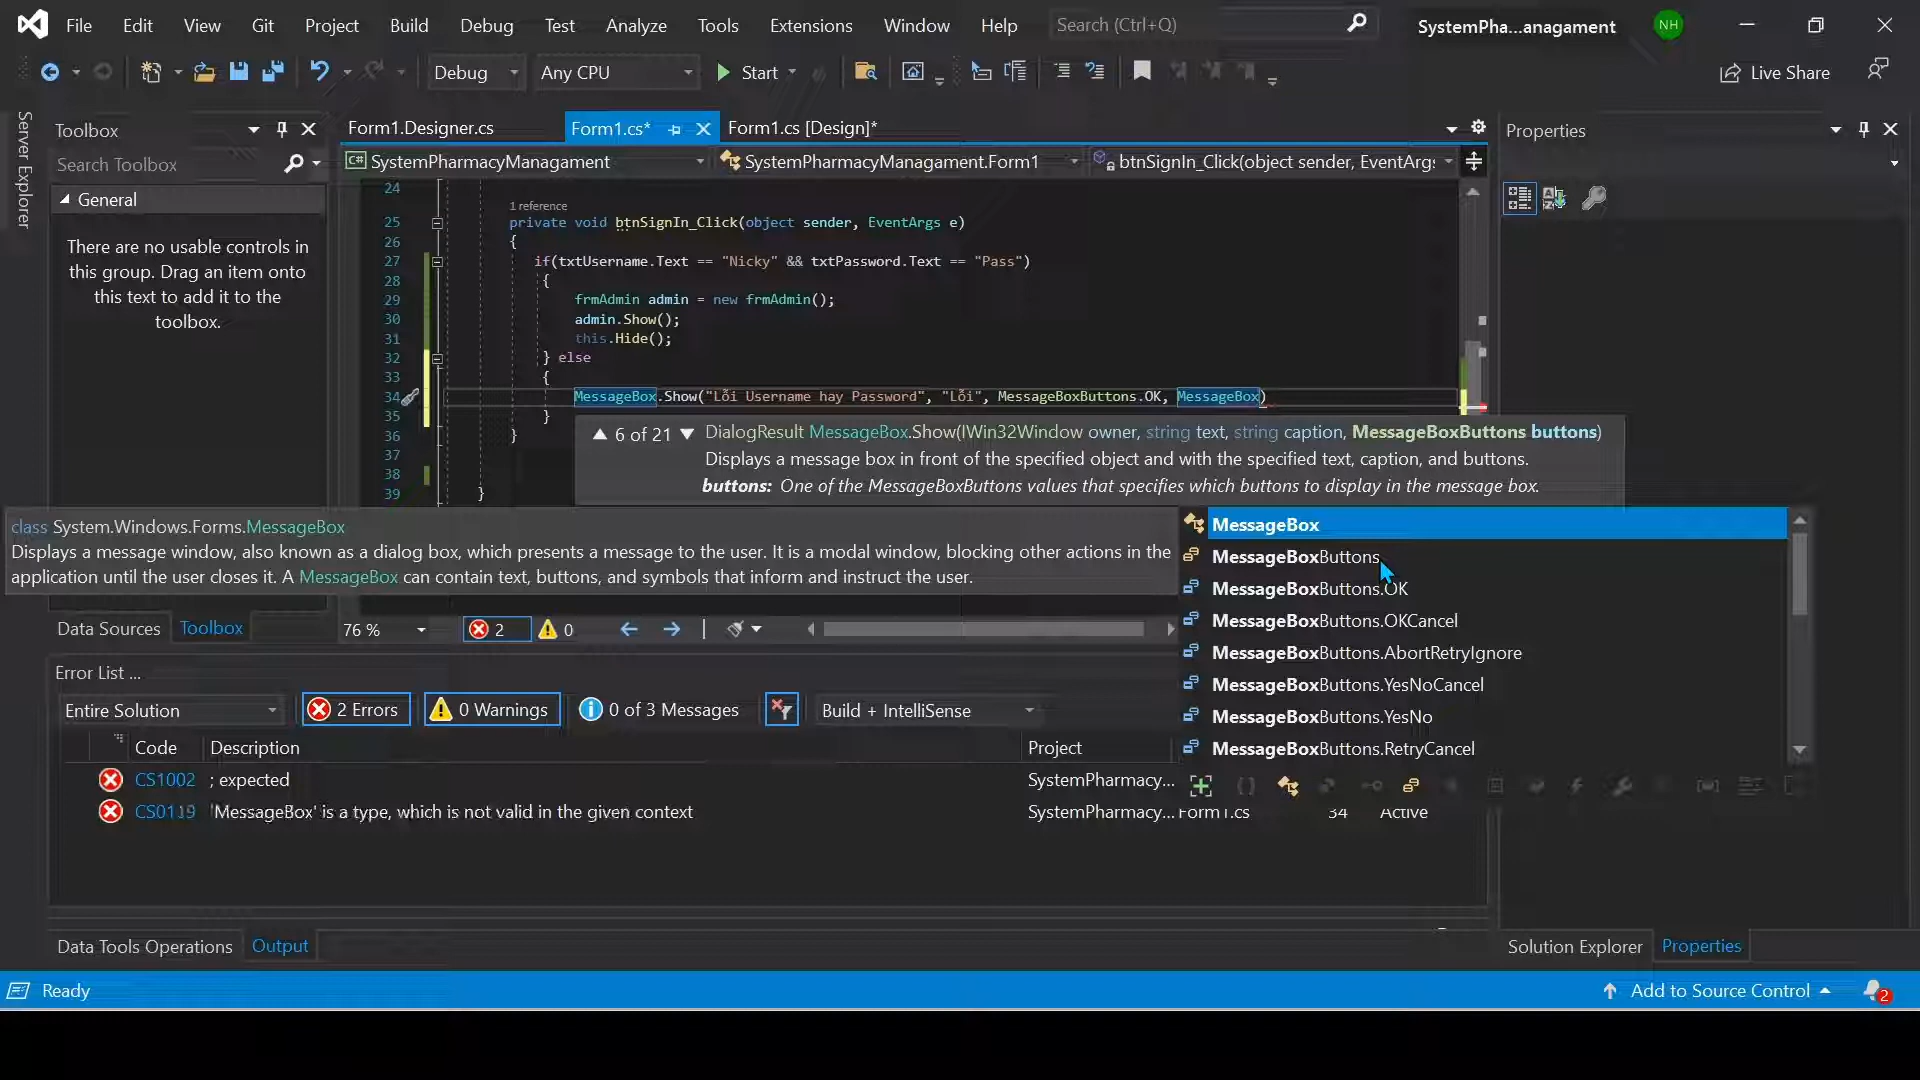 File Edit View Git Project Build Debug Test Analyze Tools Extensions Window Help Search (Ctrl+Q) SystemPha...anagament NH
Debug Any CPU Start Live Share
Server Explorer
Toolbox
Search Toolbox
General
There are no usable controls in
this group. Drag an item onto
this text to add it to the
toolbox.
Data Sources Toolbox
Form1.Designer.cs Form1.cs* Form1.cs [Design]*
C# SystemPharmacyManagament SystemPharmacyManagament.Form1 btnSignIn_Click(object sender, EventArgs
24
1 reference
25 private void btnSignIn_Click(object sender, EventArgs e)
26 {
27 if(txtUsername.Text == "Nicky" && txtPassword.Text == "Pass")
28 {
29 frmAdmin admin = new frmAdmin();
30 admin.Show();
31 this.Hide();
32 } else
33 {
34 MessageBox.Show("Lỗi Username hay Password", "Lỗi", MessageBoxButtons.OK, MessageBox)
35 }
36 }
37
38
39 }
6 of 21 DialogResult MessageBox.Show(IWin32Window owner, string text, string caption, MessageBoxButtons buttons)
Displays a message box in front of the specified object and with the specified text, caption, and buttons.
buttons: One of the MessageBoxButtons values that specifies which buttons to display in the message box.
class System.Windows.Forms.MessageBox
Displays a message window, also known as a dialog box, which presents a message to the user. It is a modal window, blocking other actions in the
application until the user closes it. A MessageBox can contain text, buttons, and symbols that inform and instruct the user.
MessageBox
MessageBoxButtons
MessageBoxButtons.OK
MessageBoxButtons.OKCancel
MessageBoxButtons.AbortRetryIgnore
MessageBoxButtons.YesNoCancel
MessageBoxButtons.YesNo
MessageBoxButtons.RetryCancel
76 % 2 0
Error List ...
Entire Solution 2 Errors 0 Warnings 0 of 3 Messages Build + IntelliSense
Code Description Project
CS1002 ; expected SystemPharmacy...
CS0119 'MessageBox' is a type, which is not valid in the given context SystemPharmacy... Form1.cs 34 Active
Data Tools Operations Output
Properties
Solution Explorer Properties
Ready Add to Source Control 2